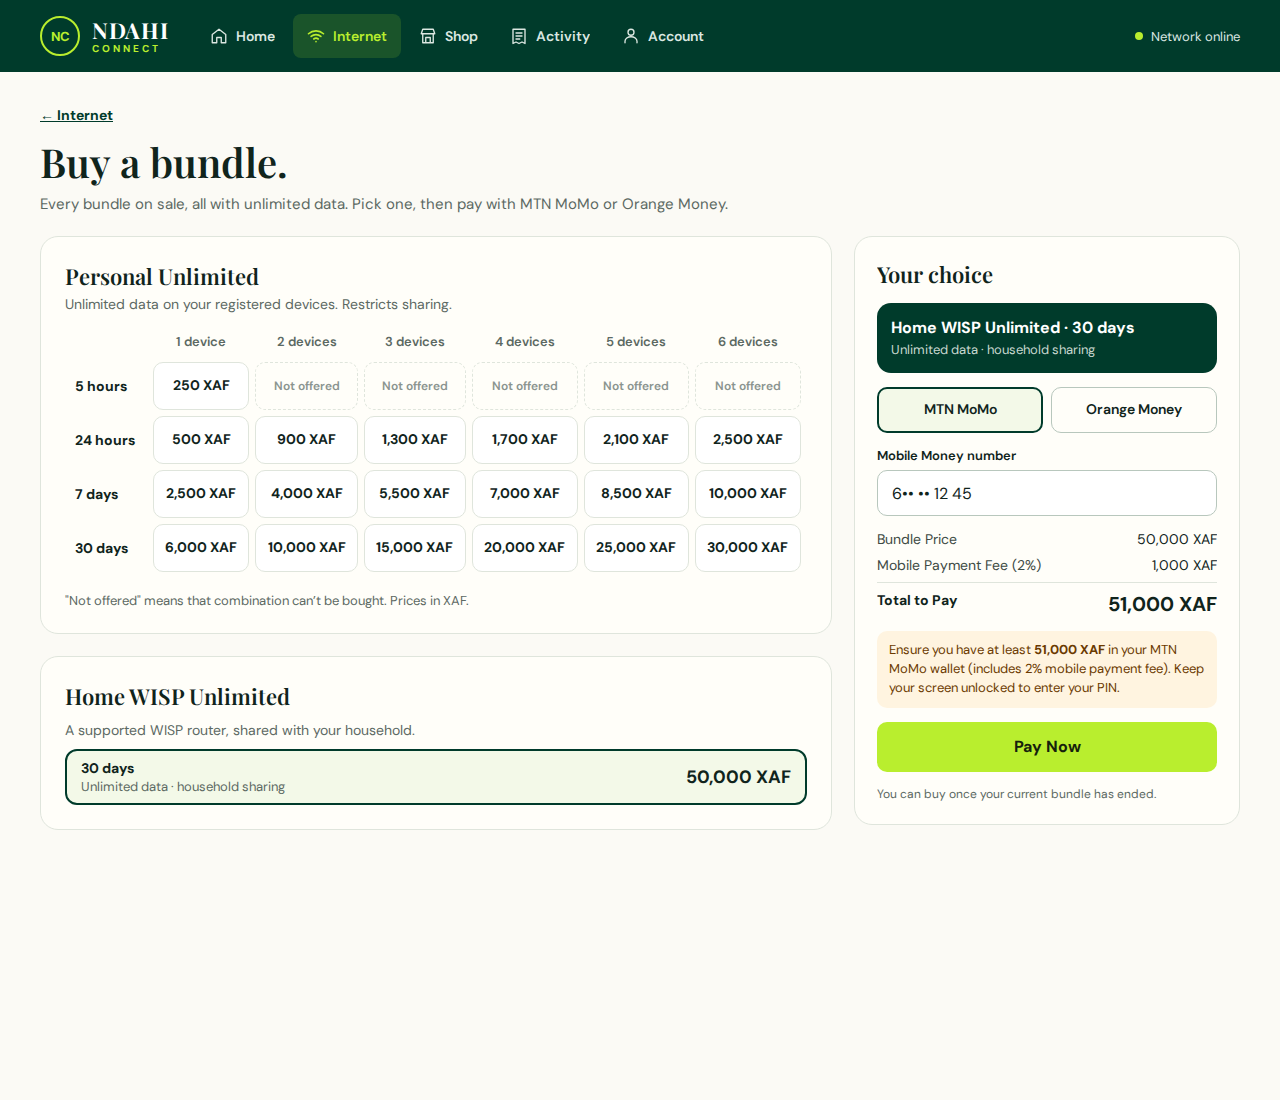 NC
NDAHI
CONNECT
Home
Internet
Shop
Activity
Account
Network online
← Internet
Buy a bundle.
Every bundle on sale, all with unlimited data. Pick one, then pay with MTN MoMo or Orange Money.
Personal Unlimited
Unlimited data on your registered devices. Restricts sharing.
1 device 2 devices 3 devices 4 devices 5 devices 6 devices
5 hours 250 XAF Not offered Not offered Not offered Not offered Not offered
24 hours 500 XAF 900 XAF 1,300 XAF 1,700 XAF 2,100 XAF 2,500 XAF
7 days 2,500 XAF 4,000 XAF 5,500 XAF 7,000 XAF 8,500 XAF 10,000 XAF
30 days 6,000 XAF 10,000 XAF 15,000 XAF 20,000 XAF 25,000 XAF 30,000 XAF
"Not offered" means that combination can’t be bought. Prices in XAF.
Home WISP Unlimited
A supported WISP router, shared with your household.
30 days
Unlimited data · household sharing
50,000 XAF
Your choice
Home WISP Unlimited · 30 days
Unlimited data · household sharing
MTN MoMo
Orange Money
Mobile Money number
6•• •• 12 45
Bundle Price 50,000 XAF
Mobile Payment Fee (2%) 1,000 XAF
Total to Pay 51,000 XAF
Ensure you have at least 51,000 XAF in your MTN
MoMo wallet (includes 2% mobile payment fee). Keep
your screen unlocked to enter your PIN.
Pay Now
You can buy once your current bundle has ended.